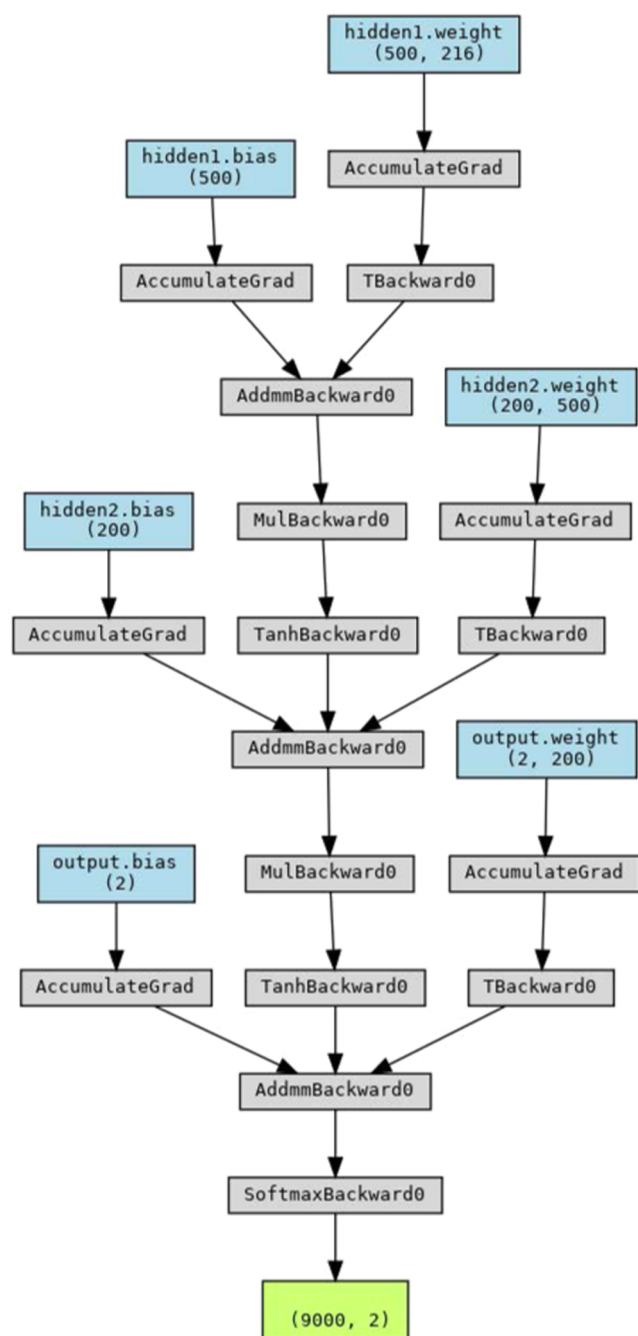 hidden1.weight
(500, 216)
hidden1.bias
(500)
AccumulateGrad
AccumulateGrad
TBackward0
AddmmBackward0
hidden2.weight
(200, 500)
hidden2.bias
(200)
MulBackward0
AccumulateGrad
AccumulateGrad
TanhBackward0
TBackward0
AddmmBackward0
output.weight
(2, 200)
output.bias
(2)
MulBackward0
AccumulateGrad
AccumulateGrad
TanhBackward0
TBackward0
AddmmBackward0
SoftmaxBackward0
(9000, 2)